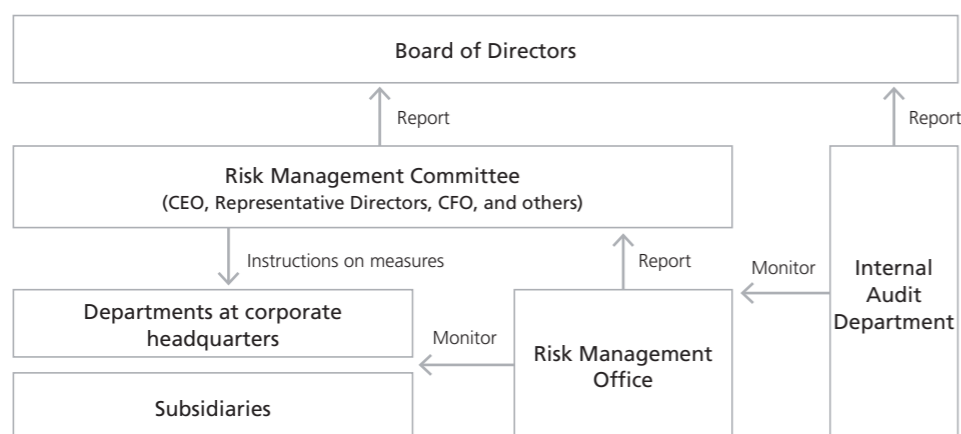 Board of Directors
Report
Report
Risk Management Committee
(CEO, Representative Directors, CFO, and others)
Instructions on measures
Report
Monitor
Internal
Audit
Department
Departments at corporate
headquarters
Monitor
Risk Management
Office
Subsidiaries